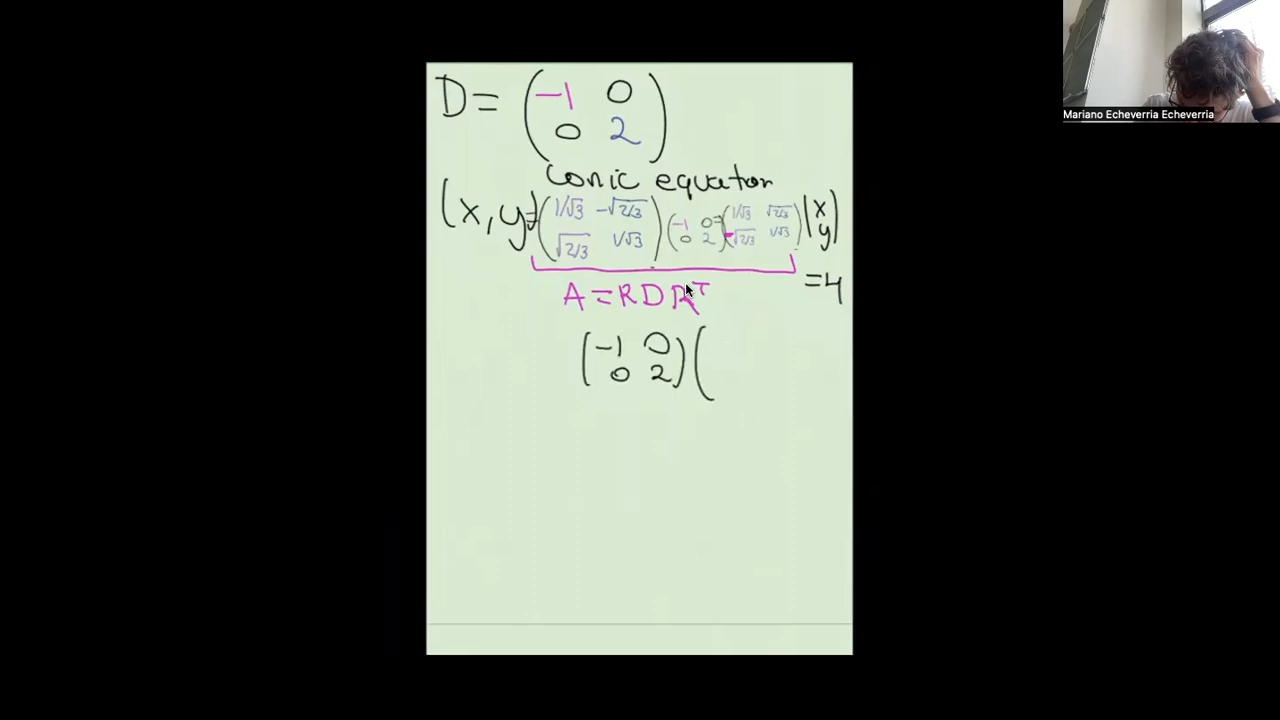 Mariano Echeverria Echeverria
D = ( -1 0
0 2 )
Conic equation
(x, y) ( 1/√3 -√2/3 ) ( -1 0 ) ( 1/√3 √2/3 ) ( x
√2/3 1/√3 0 2 -√2/3 1/√3 y )
= 4
A = R D R^T
( -1 0 ) (
0 2